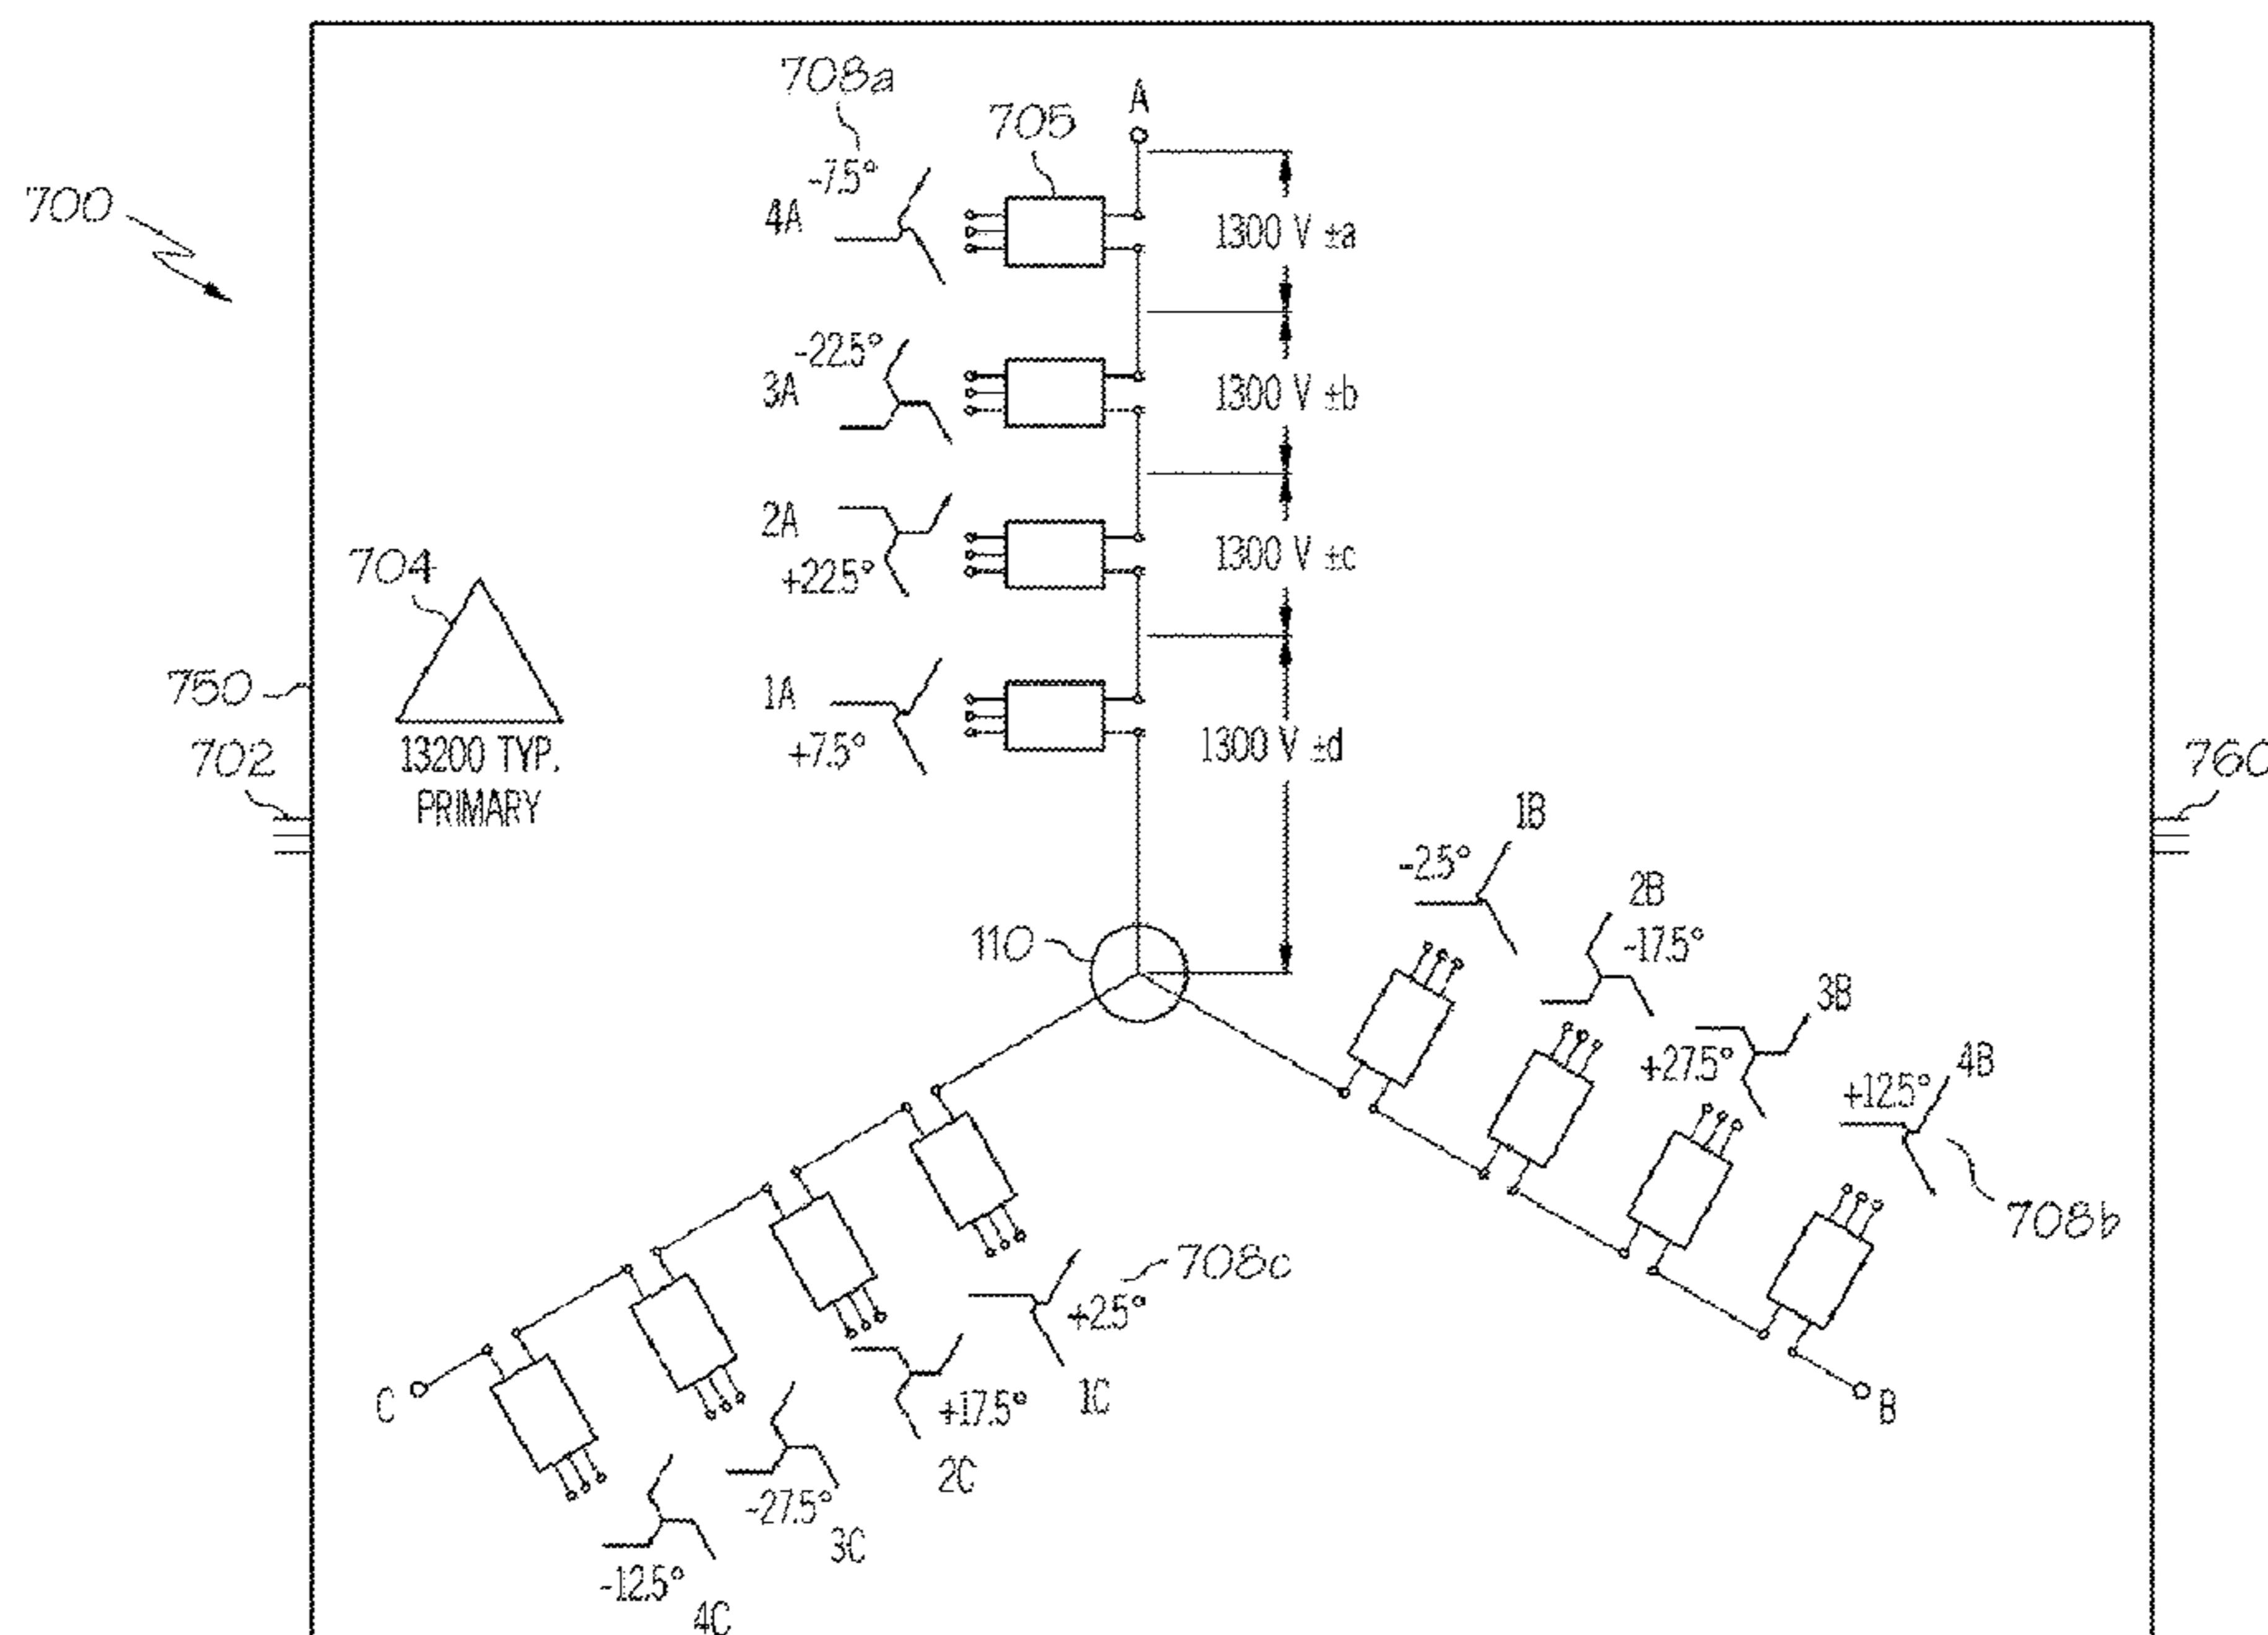 700
708a
-7.5°
4A
705
A
1300 V ±a
-22.5°
3A
1300 V ±b
2A
+22.5°
1300 V ±c
704
13200 TYP.
PRIMARY
750
702
1A
+7.5°
1300 V ±d
760
110
-2.5°
1B
2B
-17.5°
3B
+27.5°
4B
+12.5°
708b
B
708c
+2.5°
1C
+17.5°
2C
C
-27.5°
3C
-12.5°
4C